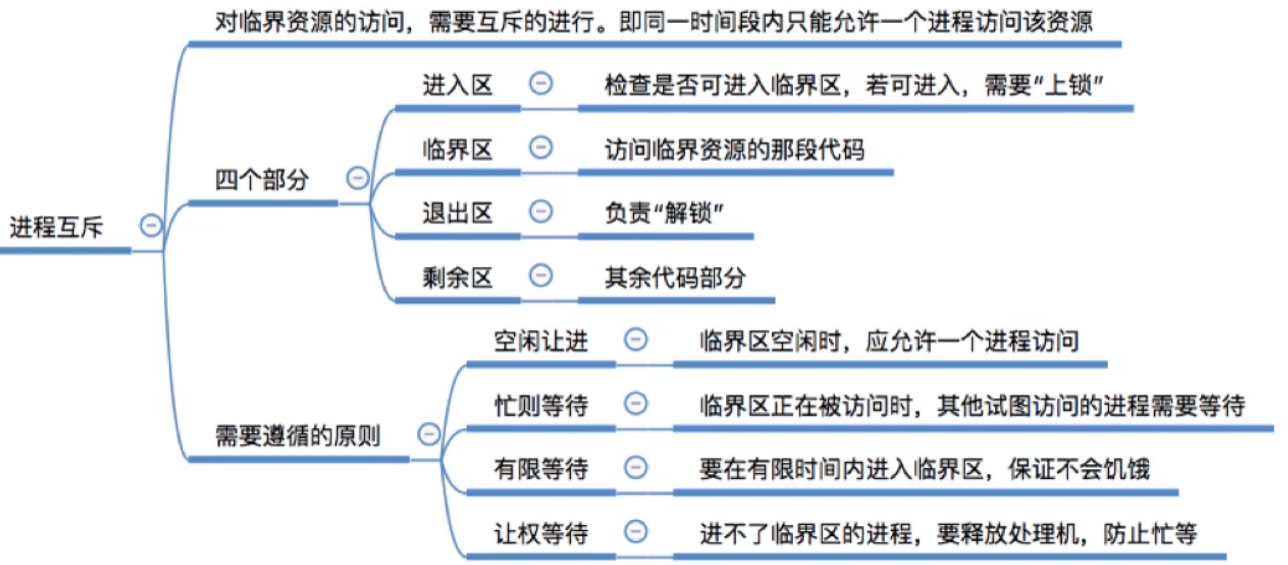 对临界资源的访问，需要互斥的进行。即同一时间段内只能允许一个进程访问该资源
进入区 检查是否可进入临界区，若可进入，需要“上锁”
临界区 访问临界资源的那段代码
四个部分
退出区 负责“解锁”
进程互斥
剩余区 其余代码部分
空闲让进 临界区空闲时，应允许一个进程访问
忙则等待 临界区正在被访问时，其他试图访问的进程需要等待
需要遵循的原则
有限等待 要在有限时间内进入临界区，保证不会饥饿
让权等待 进不了临界区的进程，要释放处理机，防止忙等